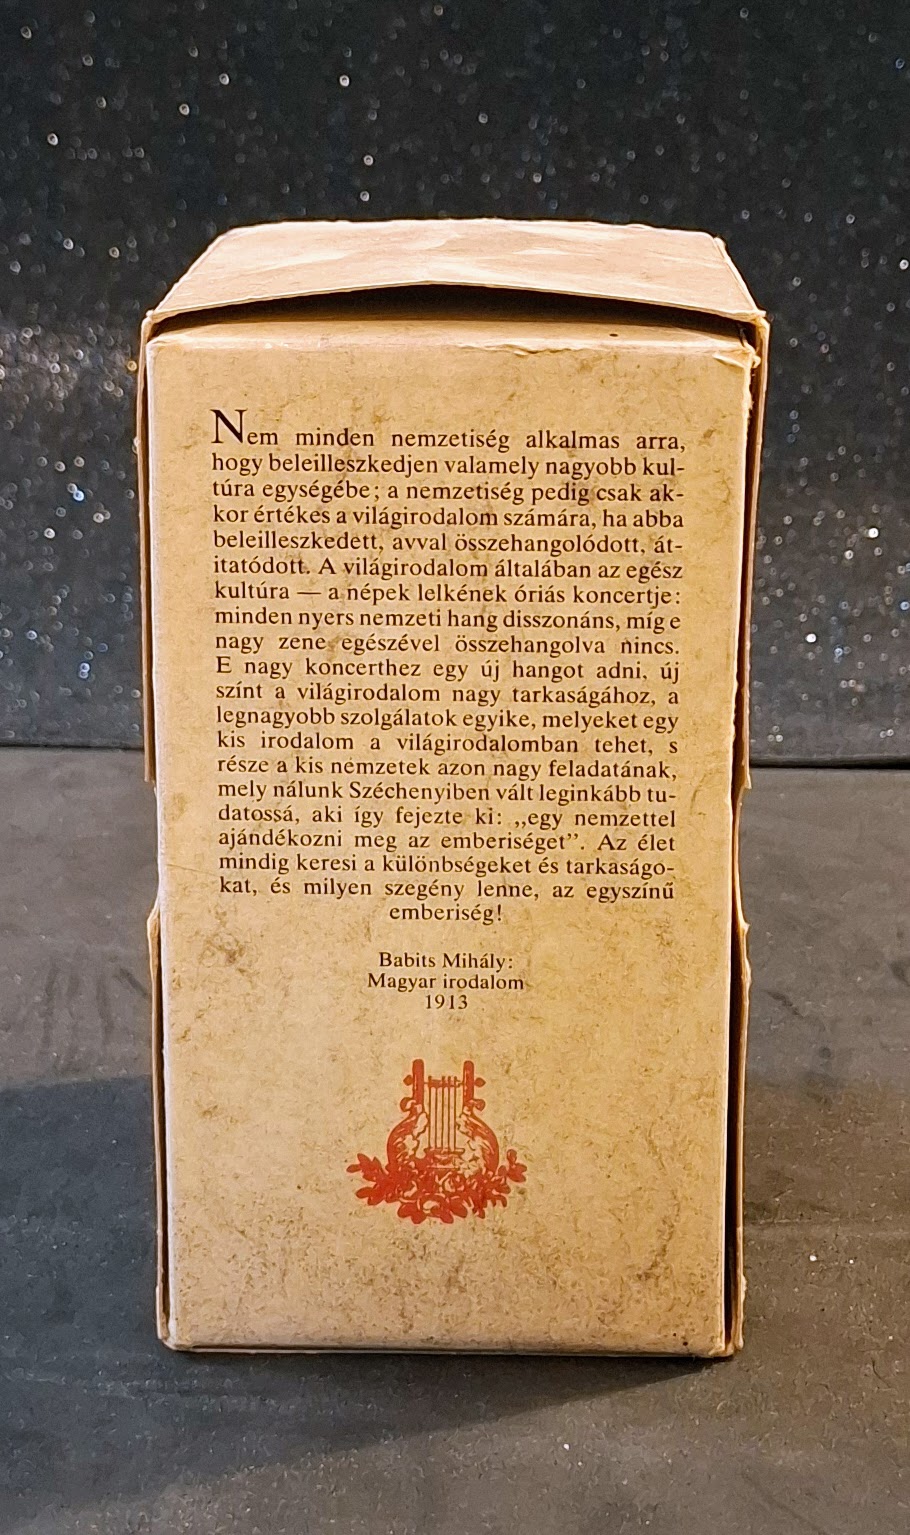 Nem minden nemzetiség alkalmas arra,
hogy beleilleszkedjen valamely nagyobb kul-
túra egységébe; a nemzetiség pedig csak ak-
kor értékes a világirodalom számára, ha abba
beleilleszkedett, avval összehangolódott, át-
itatódott. A világirodalom általában az egész
kultúra — a népek lelkének óriás koncertje:
minden nyers nemzeti hang disszonáns, míg e
nagy zene egészével összehangolva nincs.
E nagy koncerthez egy új hangot adni, új
színt a világirodalom nagy tarkaságához, a
legnagyobb szolgálatok egyike, melyeket egy
kis irodalom a világirodalomban tehet, s
része a kis nemzetek azon nagy feladatának,
mely nálunk Széchenyiben vált leginkább tu-
datossá, aki így fejezte ki: „egy nemzettel
ajándékozni meg az emberiséget”. Az élet
mindig keresi a különbségeket és tarkaságo-
kat, és milyen szegény lenne, az egyszínű
emberiség!
Babits Mihály:
Magyar irodalom
1913